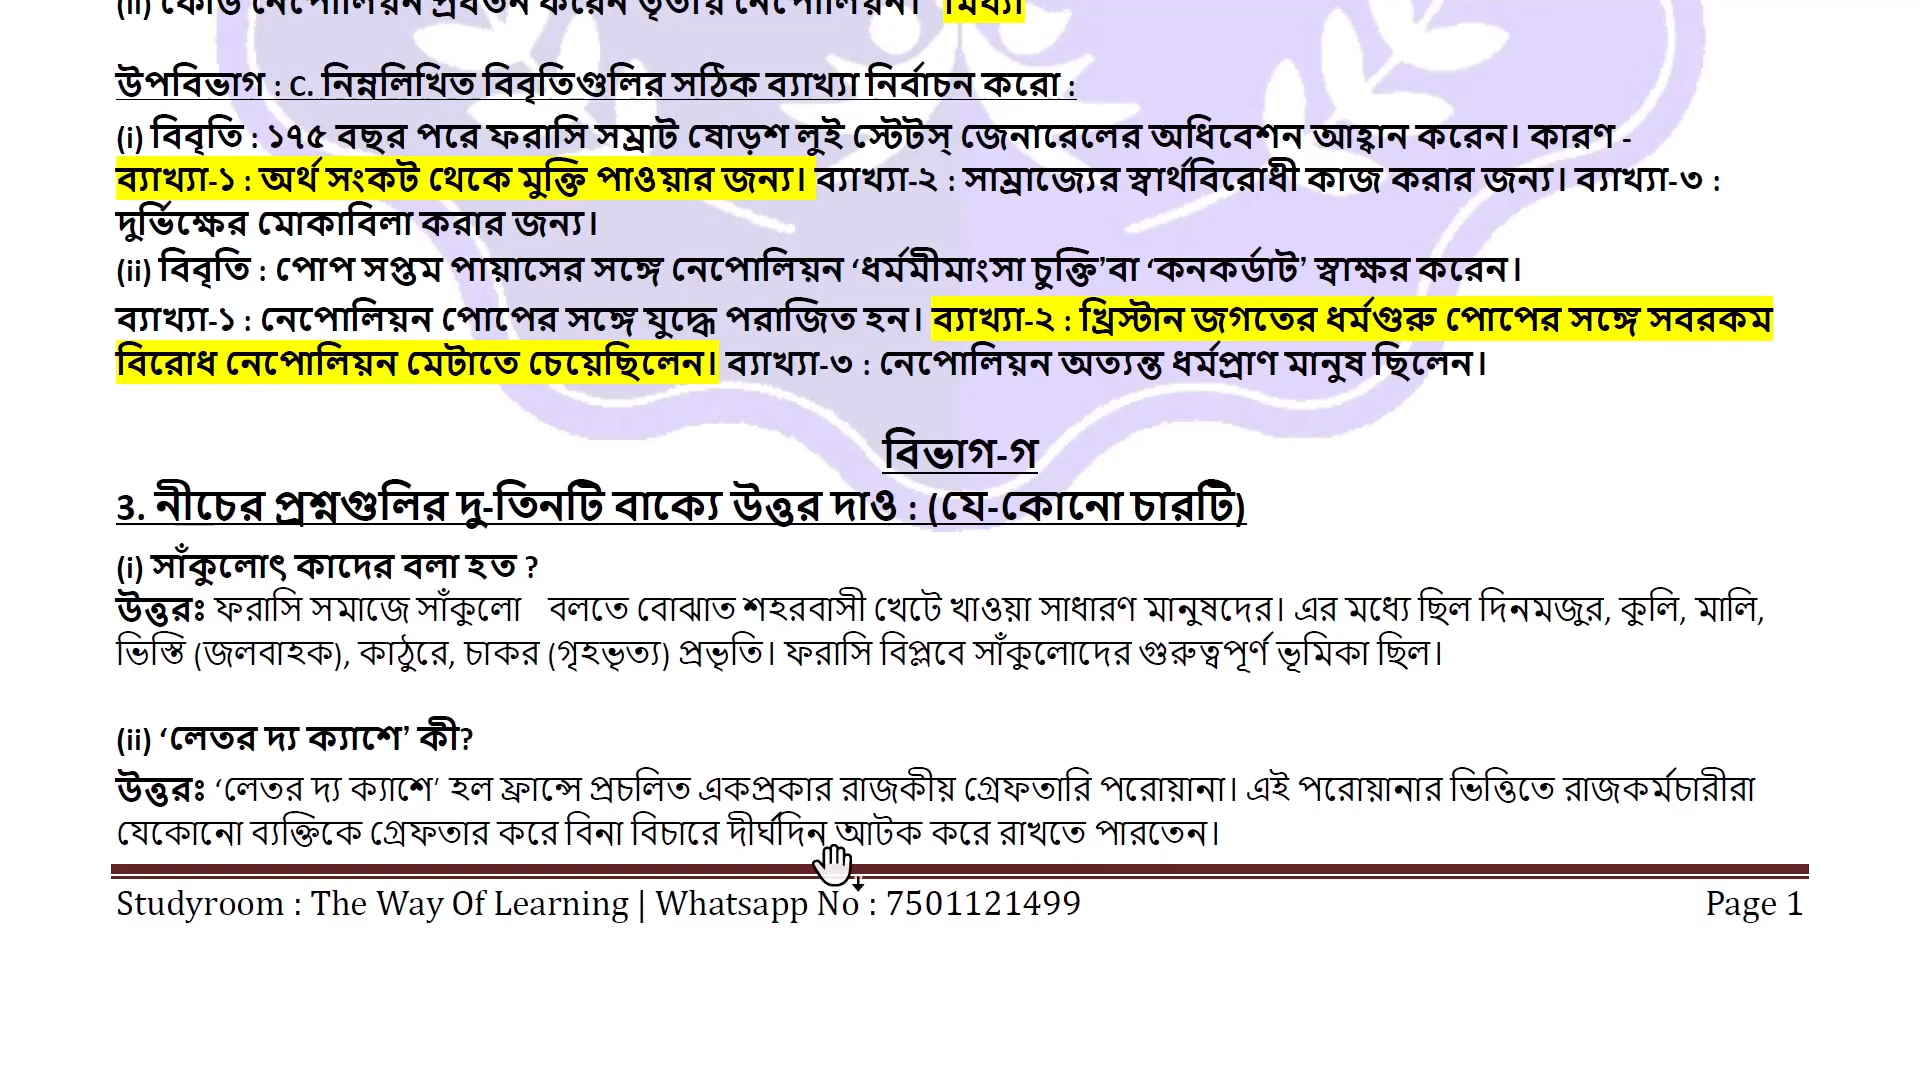 (ii) কোড নেপোলিয়ন প্রবর্তন করেন তৃতীয় নেপোলিয়ন। মিথ্যা
উপবিভাগ : C. নিম্নলিখিত বিবৃতিগুলির সঠিক ব্যাখ্যা নির্বাচন করো :
(i) বিবৃতি : ১৭৫ বছর পরে ফরাসি সম্রাট ষোড়শ লুই স্টেটস্ জেনারেলের অধিবেশন আহ্বান করেন। কারণ -
ব্যাখ্যা-১ : অর্থ সংকট থেকে মুক্তি পাওয়ার জন্য। ব্যাখ্যা-২ : সাম্রাজ্যের স্বার্থবিরোধী কাজ করার জন্য। ব্যাখ্যা-৩ :
দুর্ভিক্ষের মোকাবিলা করার জন্য।
(ii) বিবৃতি : পোপ সপ্তম পায়াসের সঙ্গে নেপোলিয়ন ‘ধর্মমীমাংসা চুক্তি’বা ‘কনকর্ডাট’ স্বাক্ষর করেন।
ব্যাখ্যা-১ : নেপোলিয়ন পোপের সঙ্গে যুদ্ধে পরাজিত হন। ব্যাখ্যা-২ : খ্রিস্টান জগতের ধর্মগুরু পোপের সঙ্গে সবরকম
বিরোধ নেপোলিয়ন মেটাতে চেয়েছিলেন। ব্যাখ্যা-৩ : নেপোলিয়ন অত্যন্ত ধর্মপ্রাণ মানুষ ছিলেন।
বিভাগ-গ
3. নীচের প্রশ্নগুলির দু-তিনটি বাক্যে উত্তর দাও : (যে-কোনো চারটি)
(i) সাঁকুলোৎ কাদের বলা হত ?
উত্তরঃ ফরাসি সমাজে সাঁকুলো বলতে বোঝাত শহরবাসী খেটে খাওয়া সাধারণ মানুষদের। এর মধ্যে ছিল দিনমজুর, কুলি, মালি,
ভিস্তি (জলবাহক), কাঠুরে, চাকর (গৃহভৃত্য) প্রভৃতি। ফরাসি বিপ্লবে সাঁকুলোদের গুরুত্বপূর্ণ ভূমিকা ছিল।
(ii) ‘লেতর দ্য ক্যাশে’ কী?
উত্তরঃ ‘লেতর দ্য ক্যাশে’ হল ফ্রান্সে প্রচলিত একপ্রকার রাজকীয় গ্রেফতারি পরোয়ানা। এই পরোয়ানার ভিত্তিতে রাজকর্মচারীরা
যেকোনো ব্যক্তিকে গ্রেফতার করে বিনা বিচারে দীর্ঘদিন আটক করে রাখতে পারতেন।
Studyroom : The Way Of Learning | Whatsapp No : 7501121499
Page 1